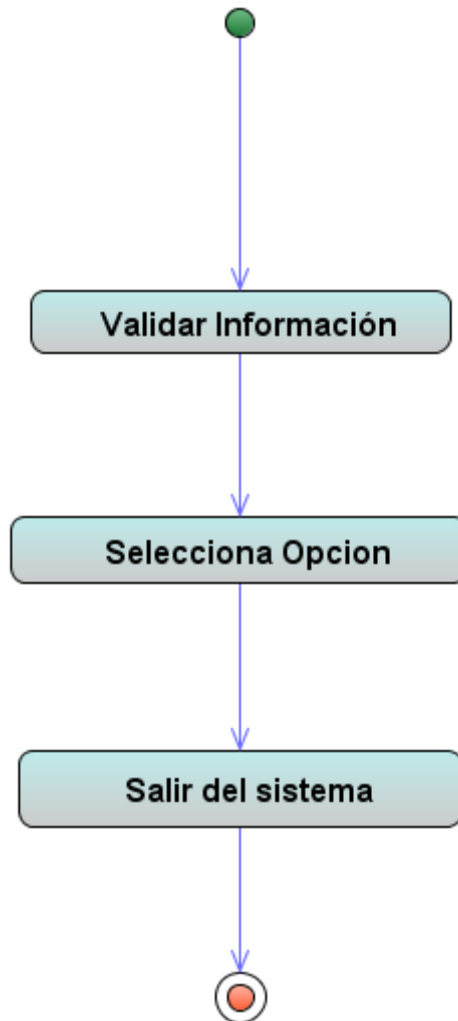 Validar Información
Selecciona Opcion
Salir del sistema